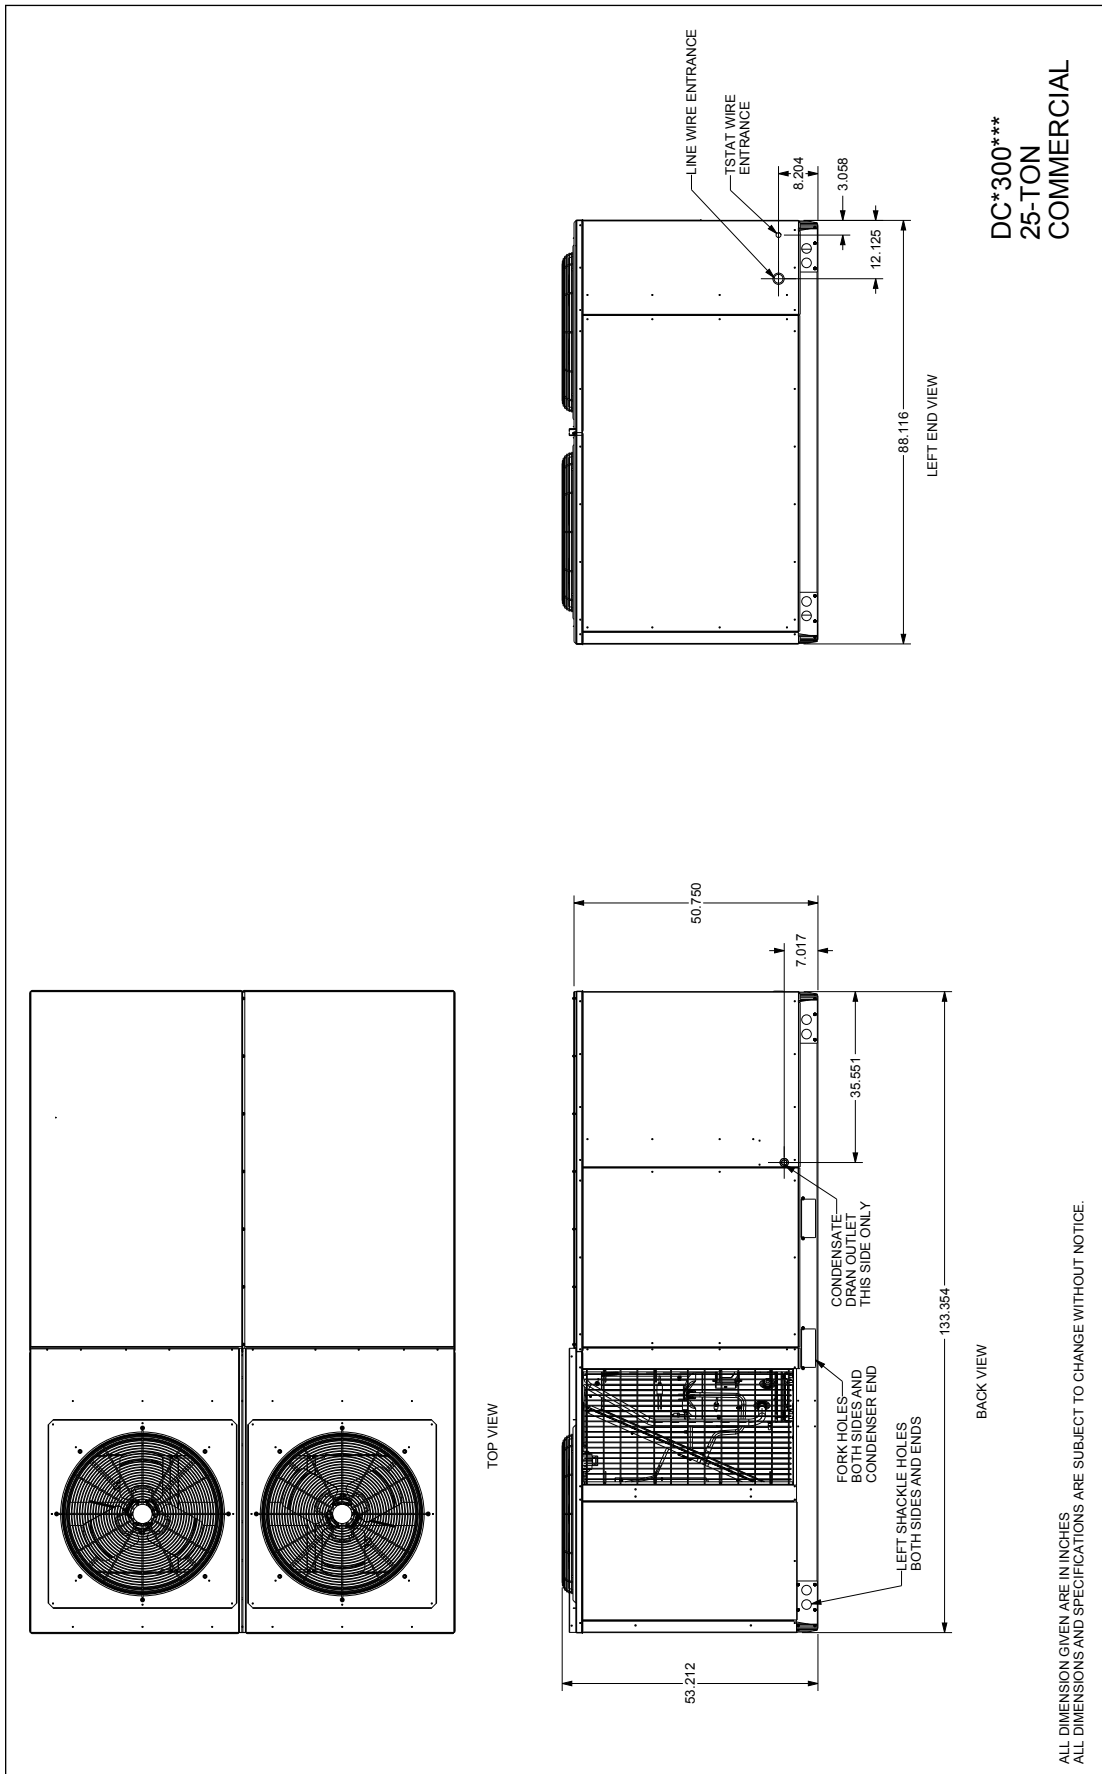 DC*300***
25-TON
COMMERCIAL
TOP VIEW
LINE WIRE ENTRANCE
TSTAT WIRE
ENTRANCE
8.204
3.058
12.125
88.116
LEFT END VIEW
50.750
7.017
35.551
CONDENSATE
DRAN OUTLET
THIS SIDE ONLY
FORK HOLES
BOTH SIDES AND
CONDENSER END
LEFT SHACKLE HOLES
BOTH SIDES AND ENDS
53.212
133.354
BACK VIEW
ALL DIMENSION GIVEN ARE IN INCHES
ALL DIMENSIONS AND SPECIFICATIONS ARE SUBJECT TO CHANGE WITHOUT NOTICE.